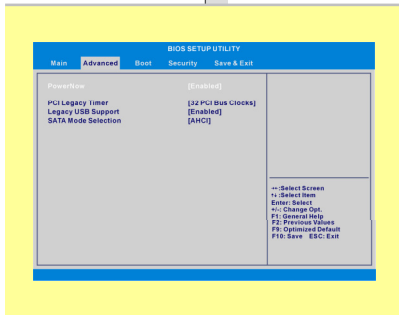 BIOS SETUP UTILITY
Main Advanced Boot Security Save & Exit
PowerNow [Enabled]
PCI Legacy Timer [32 PCI Bus Clocks]
Legacy USB Support [Enabled]
SATA Mode Selection [AHCI]
→←:Select Screen
↑↓ :Select Item
Enter: Select
+/-: Change Opt.
F1: General Help
F2: Previous Values
F9: Optimized Default
F10: Save ESC: Exit